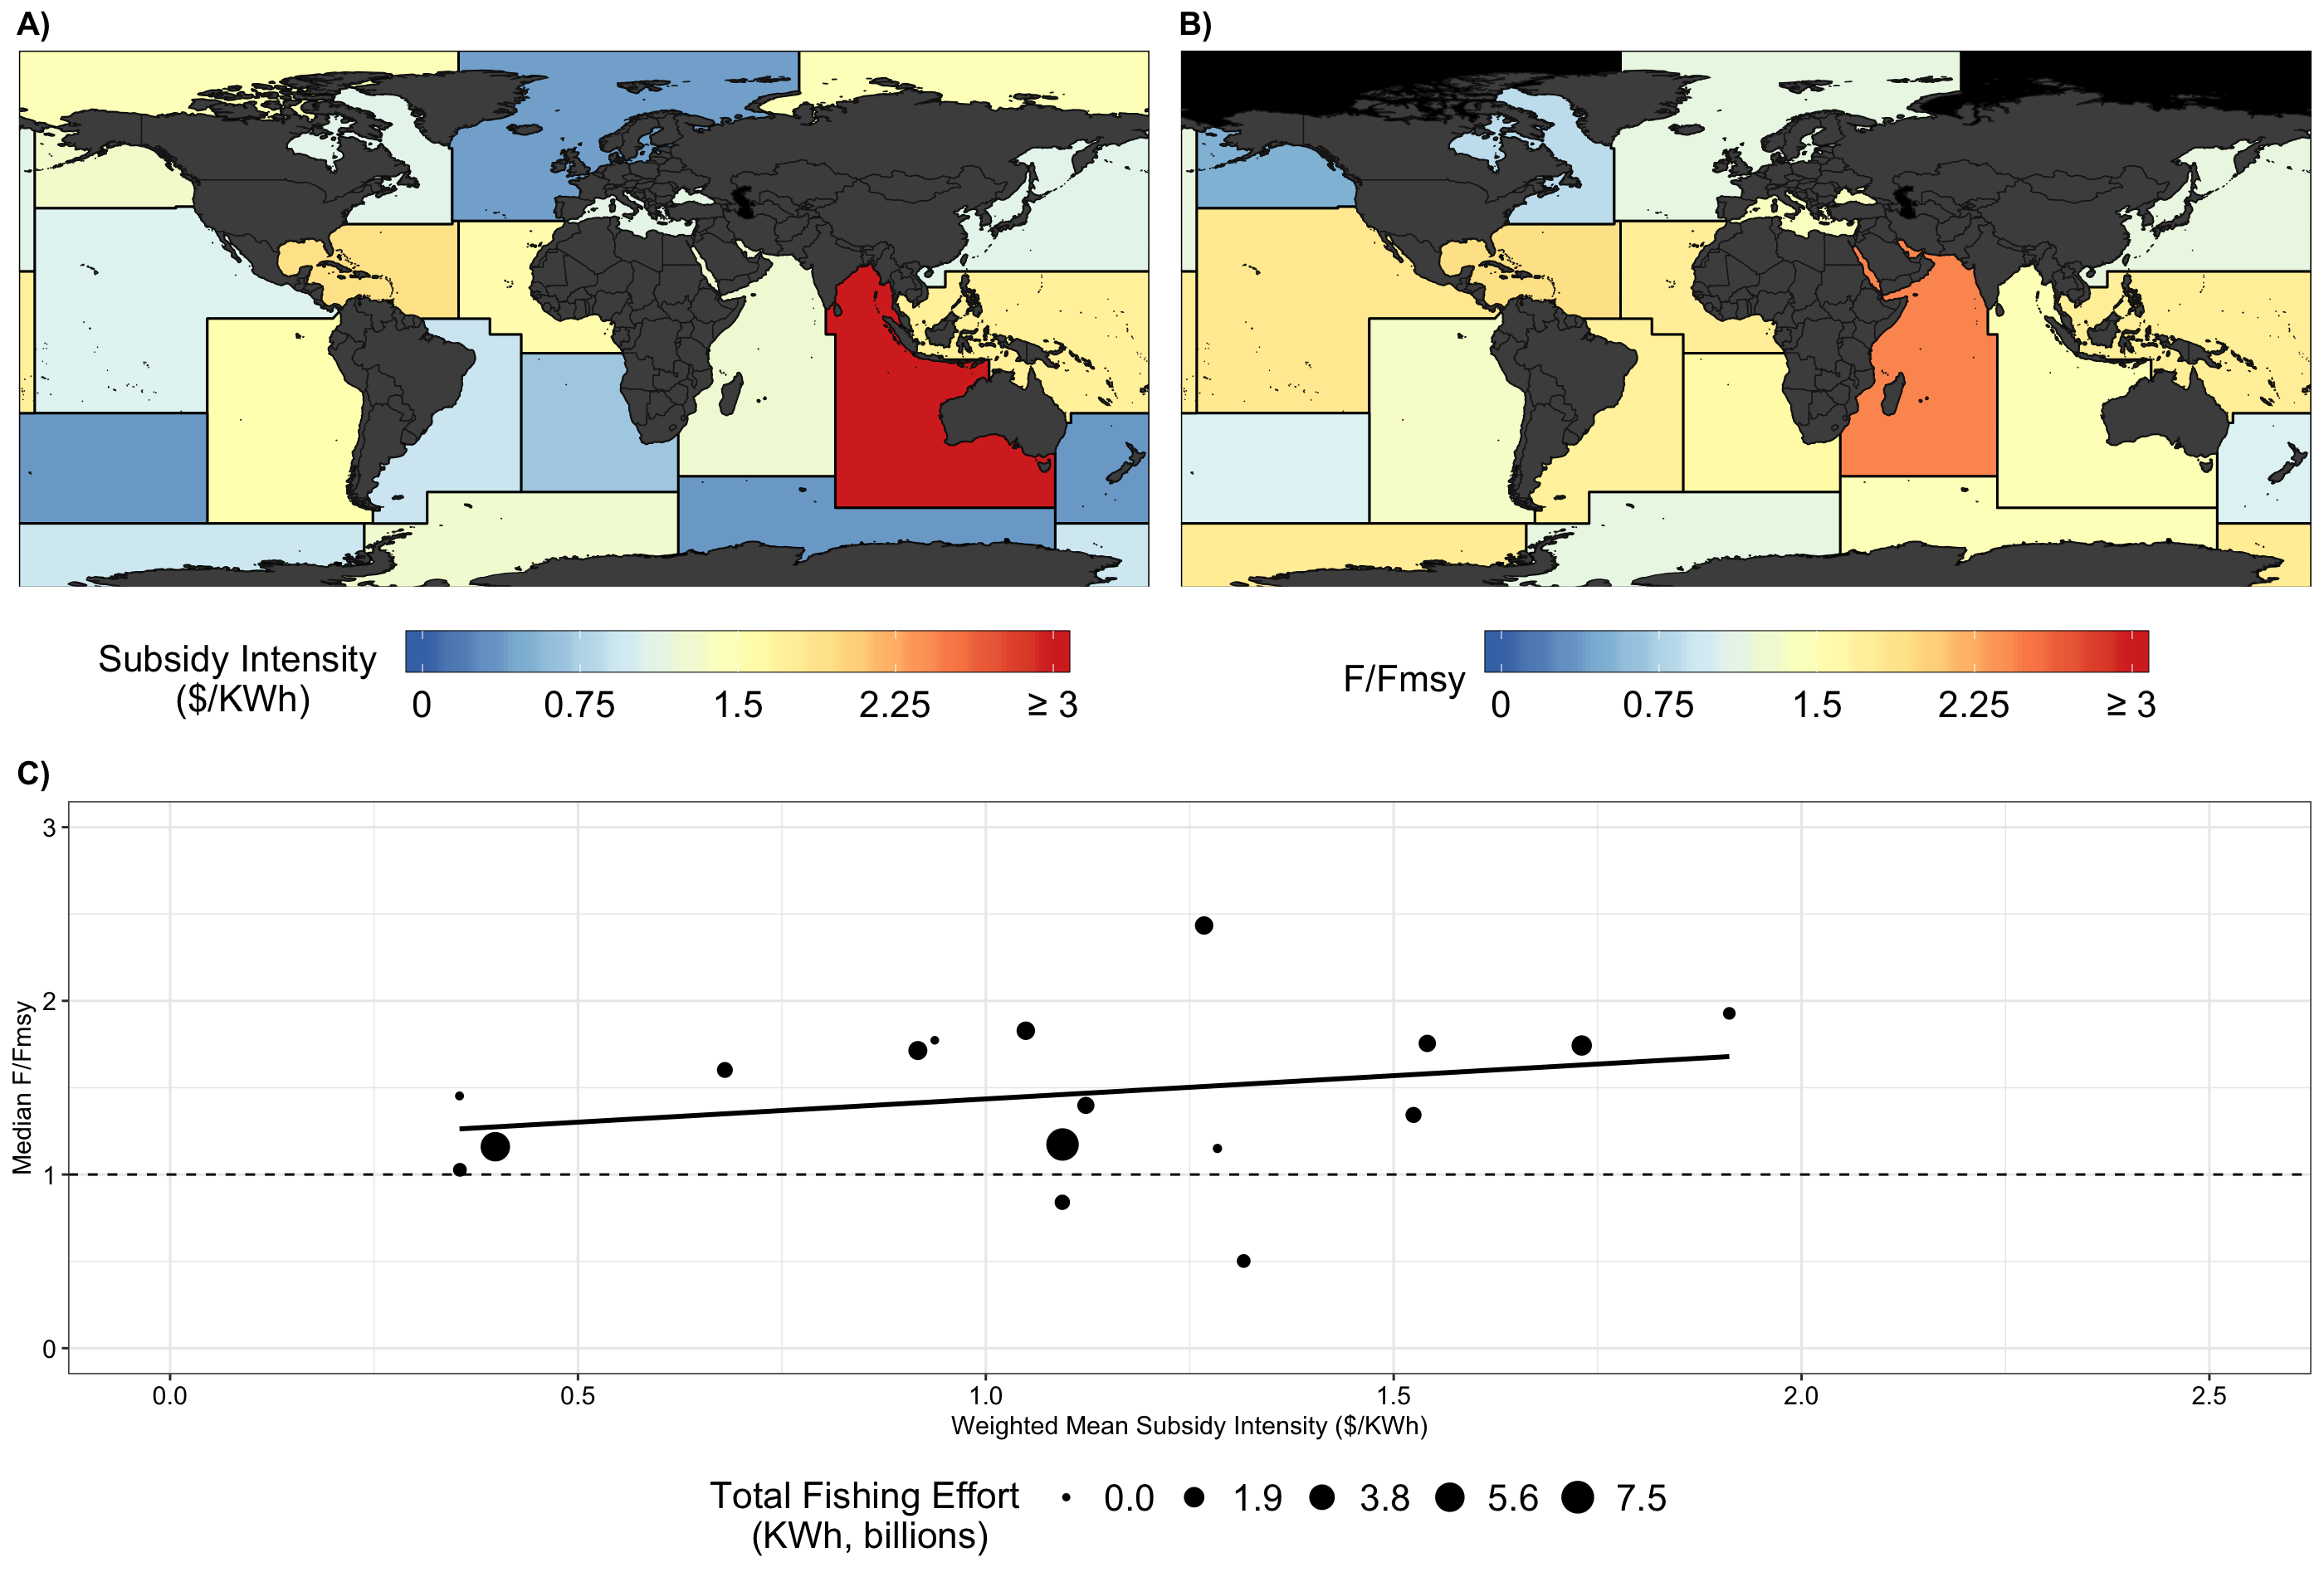 A)
B)
Subsidy Intensity
($/KWh)
0 0.75 1.5 2.25 ≥ 3
F/Fmsy
0 0.75 1.5 2.25 ≥ 3
C)
Median F/Fmsy
3
2
1
0
0.0 0.5 1.0 1.5 2.0 2.5
Weighted Mean Subsidy Intensity ($/KWh)
Total Fishing Effort
(KWh, billions)
0.0 1.9 3.8 5.6 7.5